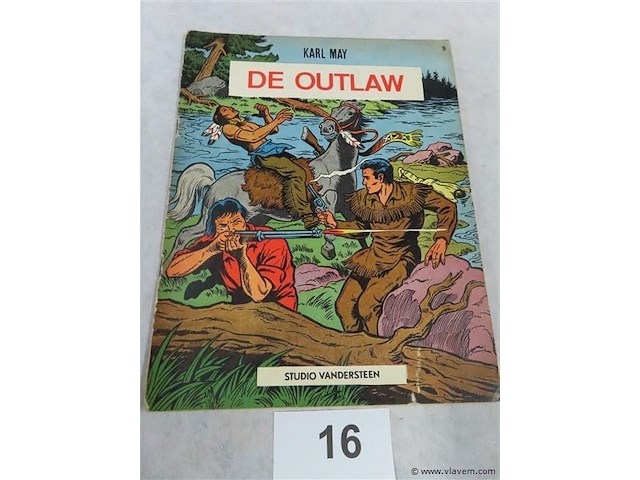 KARL MAY
DE OUTLAW
STUDIO VANDERSTEEN
16
© www.vlavem.com